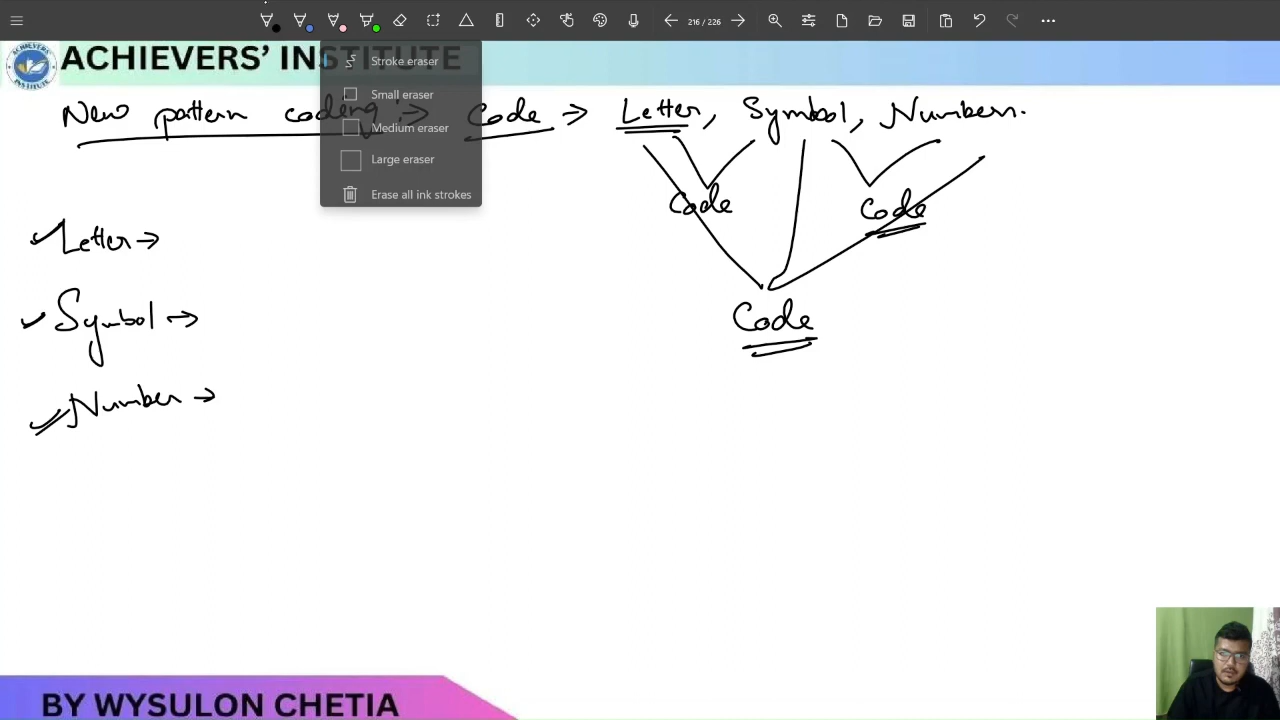 216 / 226
ACHIEVERS' INSTITUTE
Stroke eraser
Small eraser
Medium eraser
Large eraser
Erase all ink strokes
New pattern coding :→ Code → Letter, Symbol, Numbers.
Code Code
Letter →
Symbol →
Code
Number →
BY WYSULON CHETIA